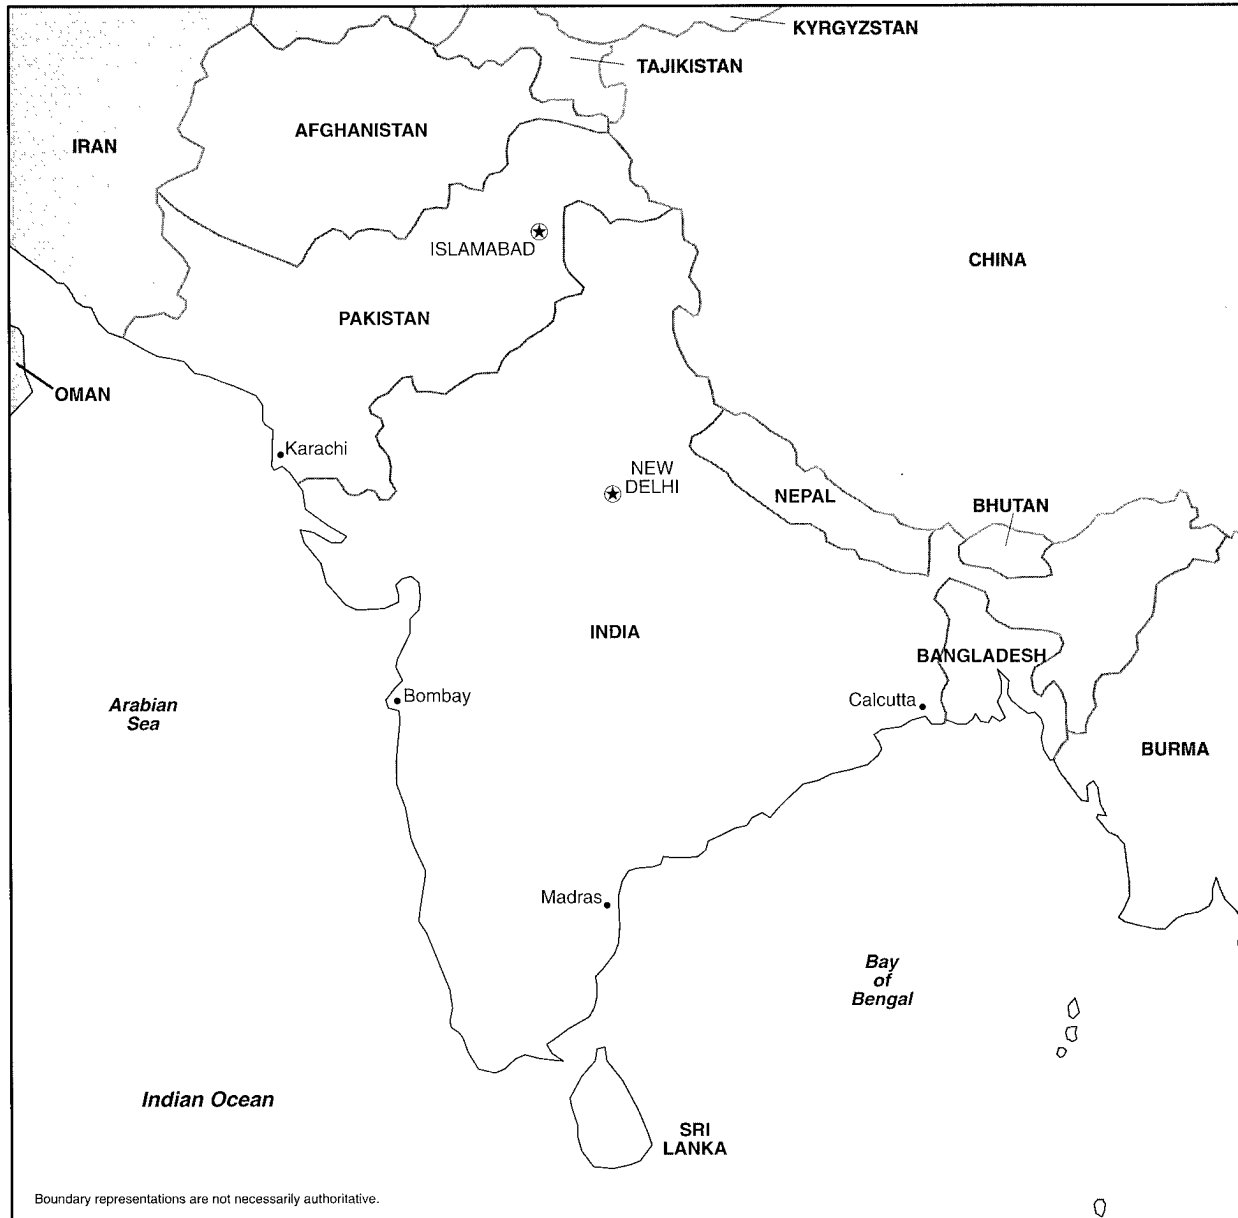 KYRGYZSTAN
TAJIKISTAN
AFGHANISTAN
IRAN
ISLAMABAD
CHINA
PAKISTAN
OMAN
Karachi
NEW
DELHI
NEPAL
BHUTAN
INDIA
BANGLADESH
Arabian
Sea
Bombay
Calcutta
BURMA
Madras
Bay
of
Bengal
Indian Ocean
SRI
LANKA
Boundary representations are not necessarily authoritative.